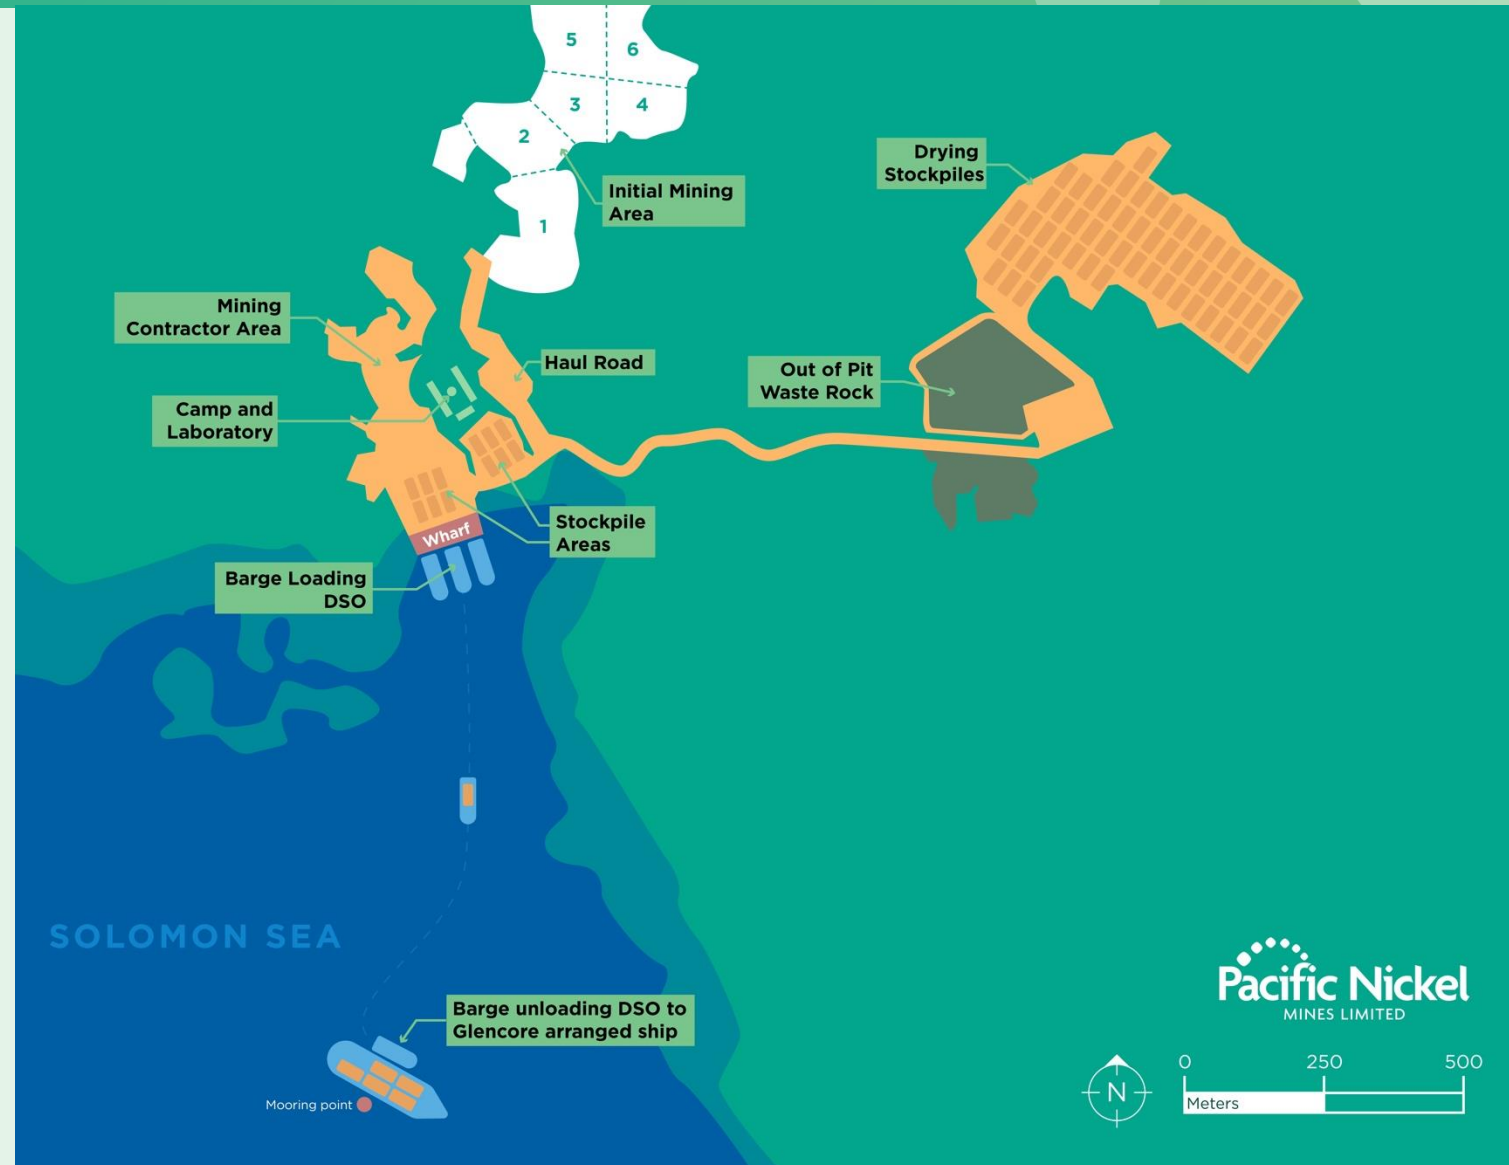 5
6
3
4
2
1
Initial Mining
Area
Drying
Stockpiles
Mining
Contractor Area
Haul Road
Out of Pit
Waste Rock
Camp and
Laboratory
Stockpile
Areas
Wharf
Barge Loading
DSO
SOLOMON SEA
Barge unloading DSO to
Glencore arranged ship
Mooring point
Pacific Nickel
MINES LIMITED
N
0 250 500
Meters